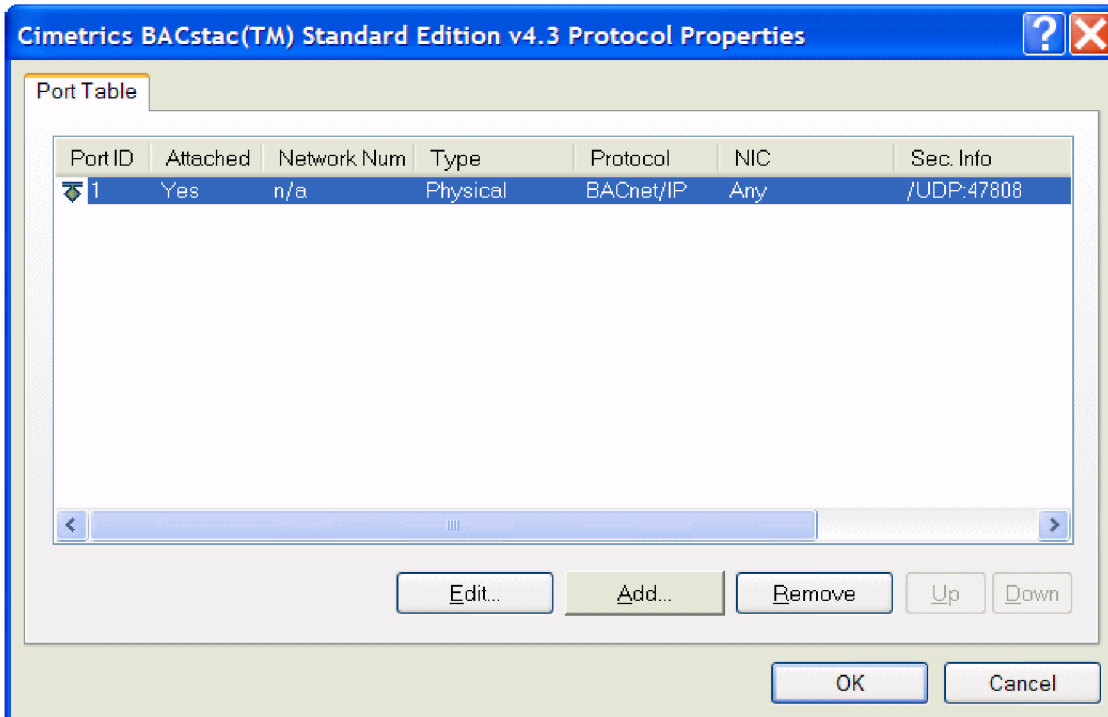 Cimetrics BACstac(TM) Standard Edition v4.3 Protocol Properties
Port Table
Port ID Attached Network Num Type Protocol NIC Sec. Info
1 Yes n/a Physical BACnet/IP Any /UDP:47808
Edit... Add... Remove Up Down
OK Cancel